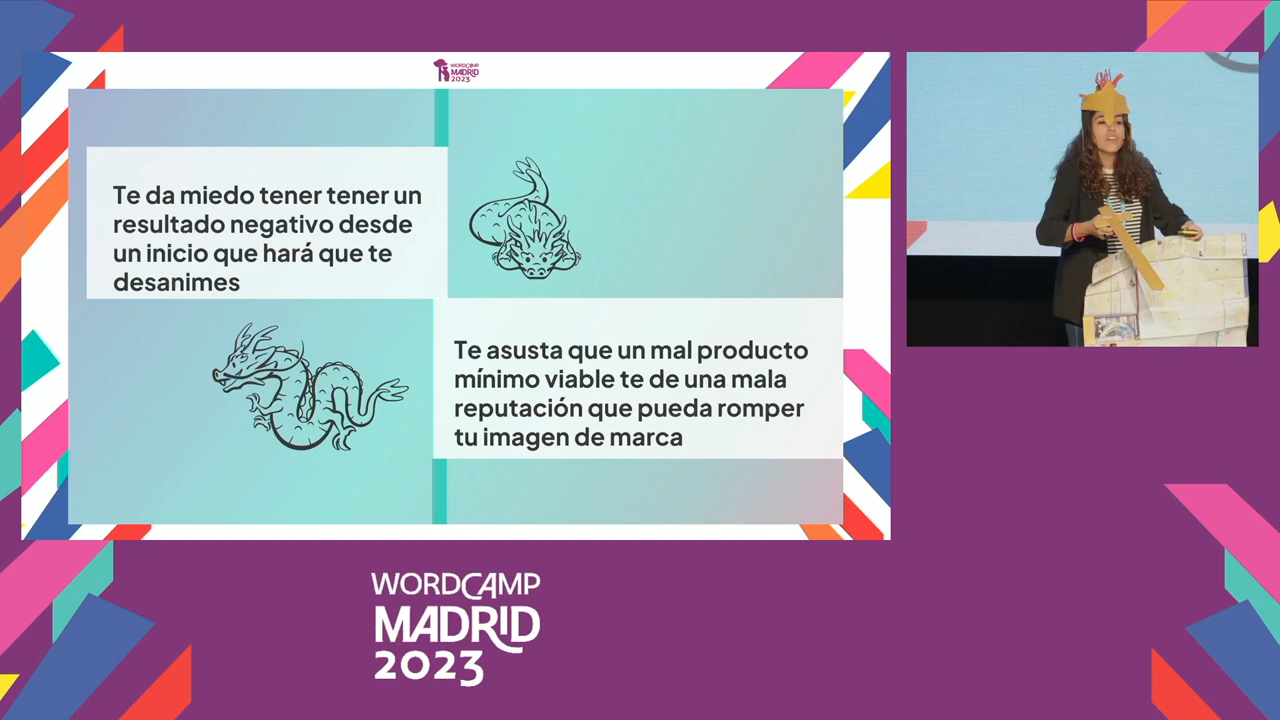 WORDCAMP
MADRID
2023
Te da miedo tener tener un
resultado negativo desde
un inicio que hará que te
desanimes
Te asusta que un mal producto
mínimo viable te de una mala
reputación que pueda romper
tu imagen de marca
WORDCAMP
MADRID
2023